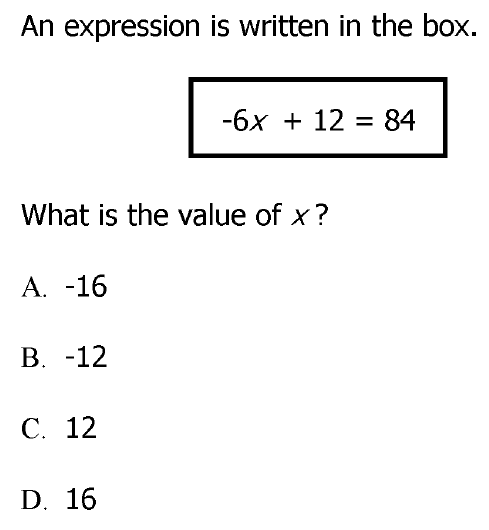 An expression is written in the box.
-6x + 12 = 84
What is the value of x?
A. -16
B. -12
C. 12
D. 16